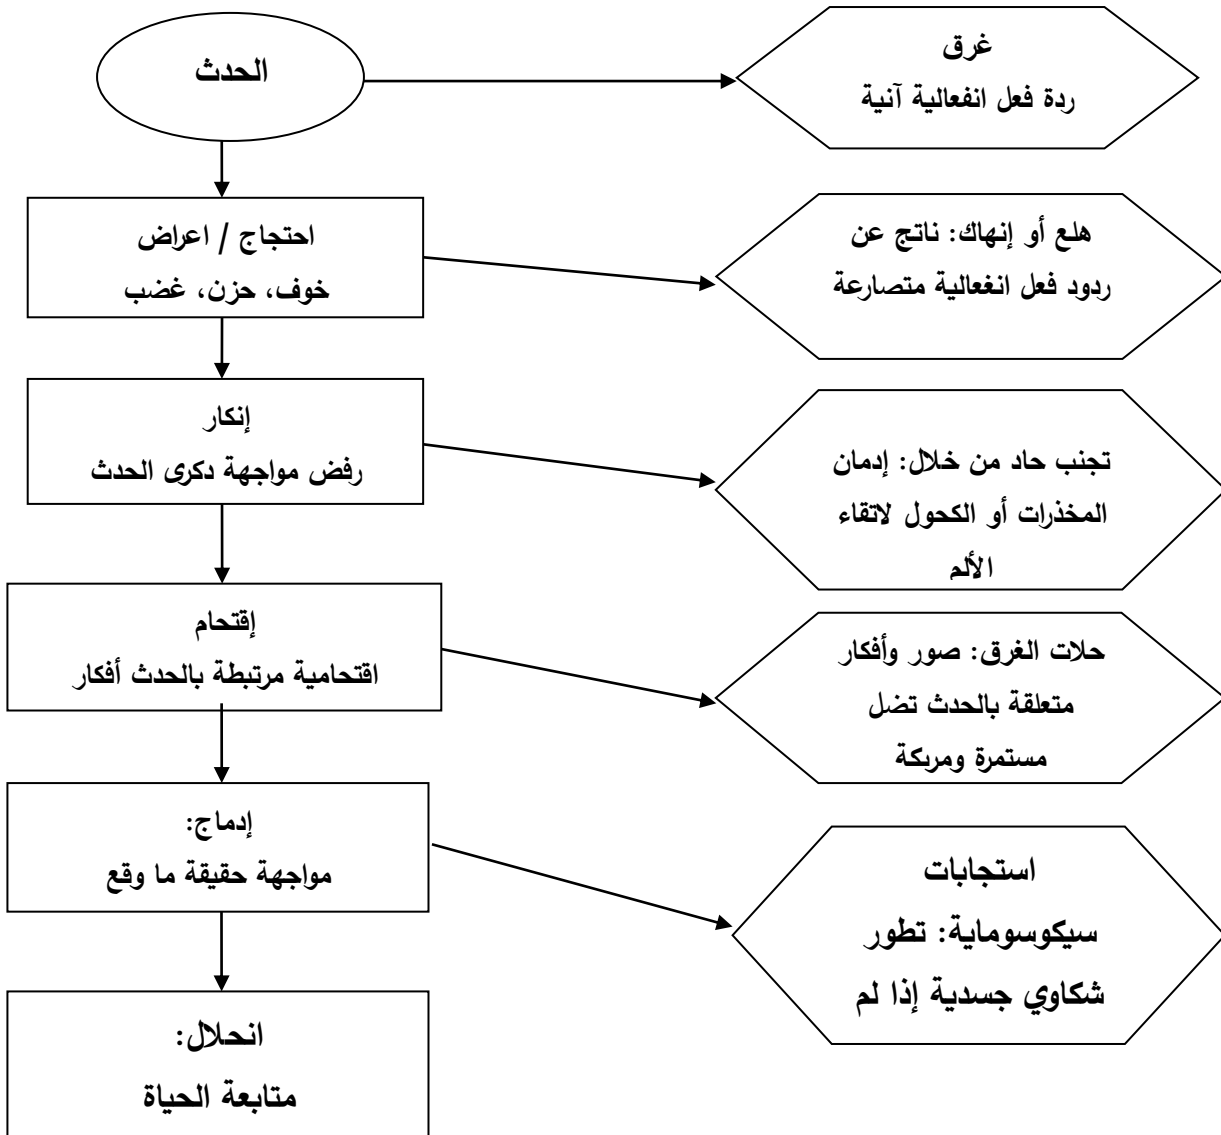 الحدث
غرق
ردة فعل انفعالية آنية
احتجاج / اعراض
خوف، حزن، غضب
هلع أو إنهاك: ناتج عن
ردود فعل انغعالية متصارعة
إنكار
رفض مواجهة دكرى الحدث
تجنب حاد من خلال: إدمان
المخذرات أو الكحول لاتقاء
الألم
إقتحام
اقتحامية مرتبطة بالحدث أفكار
حلات الغرق: صور وأفكار
متعلقة بالحدث تضل
مستمرة ومربكة
إدماج:
مواجهة حقيقة ما وقع
استجابات
سيكوسوماية: تطور
شكاوي جسدية إذا لم
انحلال:
متابعة الحياة